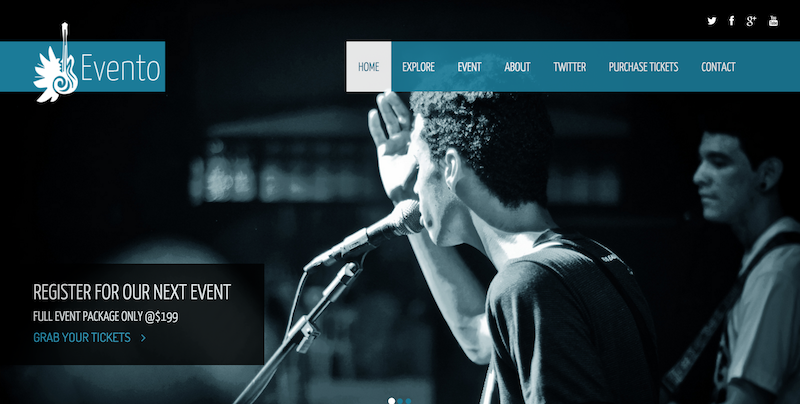 Evento
HOME EXPLORE EVENT ABOUT TWITTER PURCHASE TICKETS CONTACT
REGISTER FOR OUR NEXT EVENT
FULL EVENT PACKAGE ONLY @$199
GRAB YOUR TICKETS >